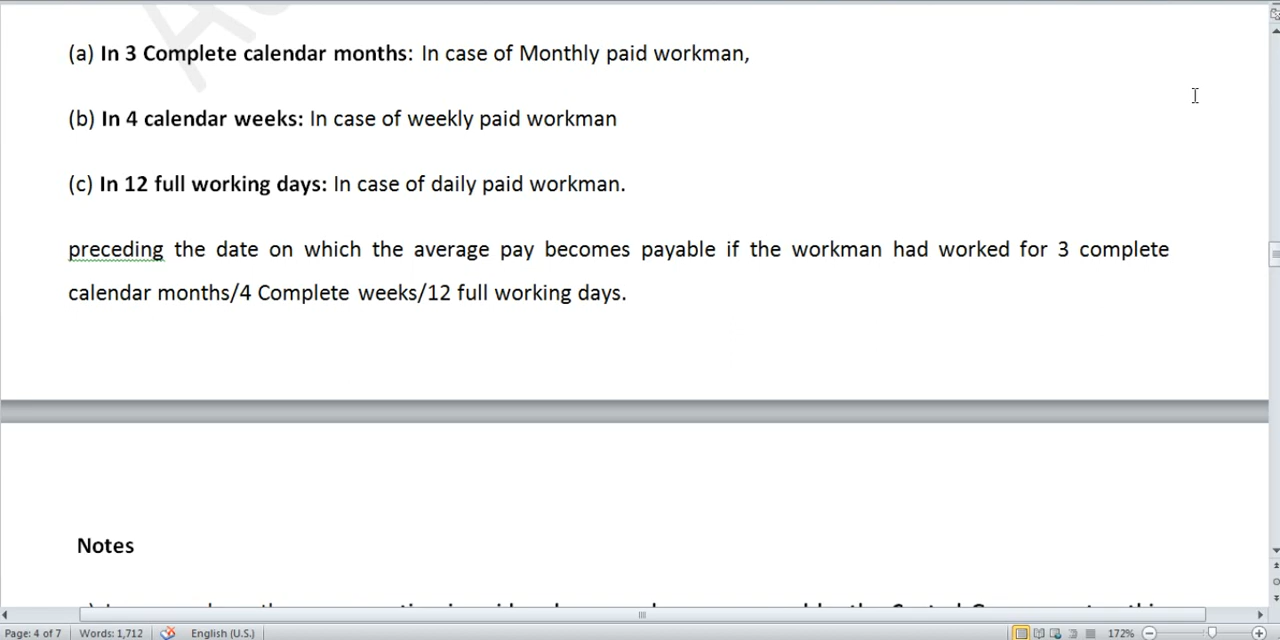 (a) In 3 Complete calendar months: In case of Monthly paid workman,
(b) In 4 calendar weeks: In case of weekly paid workman
(c) In 12 full working days: In case of daily paid workman.
preceding the date on which the average pay becomes payable if the workman had worked for 3 complete
calendar months/4 Complete weeks/12 full working days.
Notes
Page: 4 of 7 Words: 1,712 English (U.S.) 172%